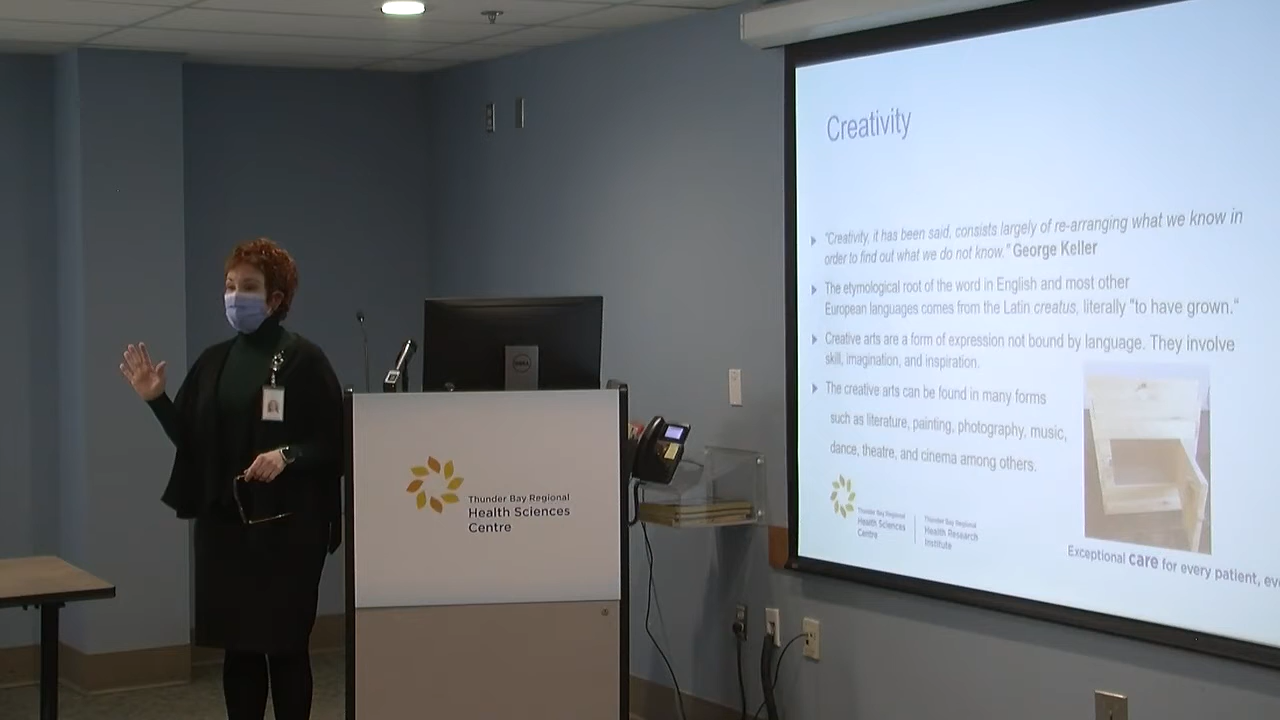 Creativity
"Creativity, it has been said, consists largely of re-arranging what we know in
order to find out what we do not know." George Keller
The etymological root of the word in English and most other
European languages comes from the Latin creatus, literally "to have grown."
Creative arts are a form of expression not bound by language. They involve
skill, imagination, and inspiration.
The creative arts can be found in many forms
such as literature, painting, photography, music,
dance, theatre, and cinema among others.
Thunder Bay Regional
Health Sciences
Centre
Thunder Bay Regional
Health Research
Institute
Exceptional care for every patient, ev
DELL
Thunder Bay Regional
Health Sciences
Centre